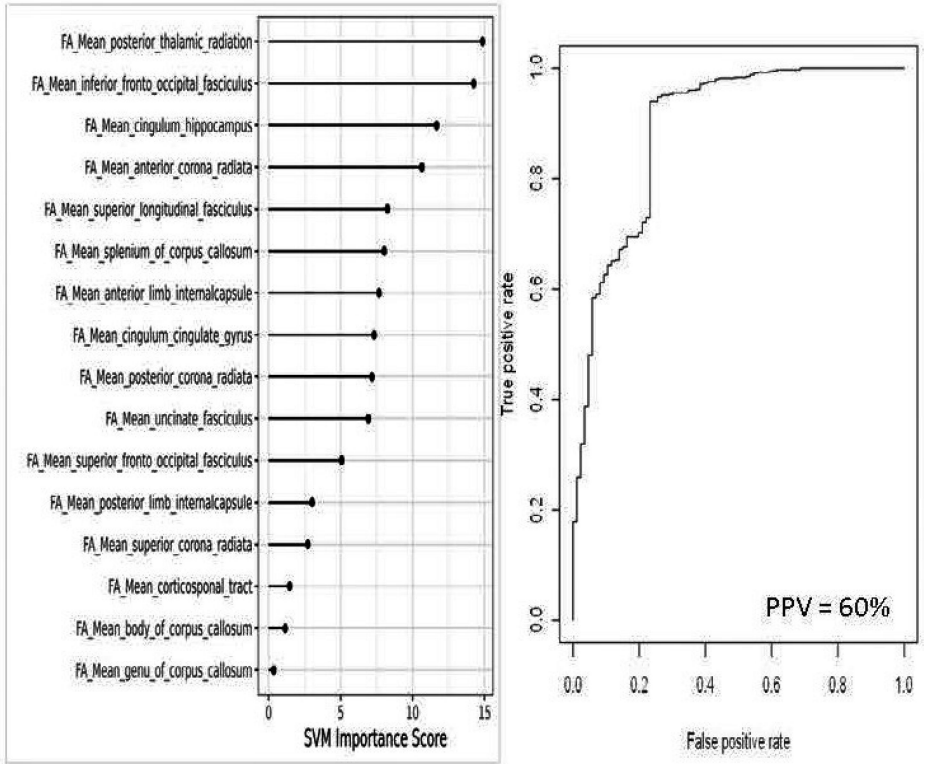 FA_Mean_posterior_thalamic_radiation
FA_Mean_inferior_fronto_occipital_fasciculus
FA_Mean_cingulum_hippocampus
FA_Mean_anterior_corona_radiata
FA_Mean_superior_longitudinal_fasciculus
FA_Mean_splenium_of_corpus_callosum
FA_Mean_anterior_limb_internalcapsule
FA_Mean_cingulum_cingulate_gyrus
FA_Mean_posterior_corona_radiata
FA_Mean_uncinate_fasciculus
FA_Mean_superior_fronto_occipital_fasciculus
FA_Mean_posterior_limb_internalcapsule
FA_Mean_superior_corona_radiata
FA_Mean_corticosponal_tract
FA_Mean_body_of_corpus_callosum
FA_Mean_genu_of_corpus_callosum
0 5 10 15
SVM Importance Score
True positive rate
1.0
0.8
0.6
0.4
0.2
0.0
PPV = 60%
0.0 0.2 0.4 0.6 0.8 1.0
False positive rate